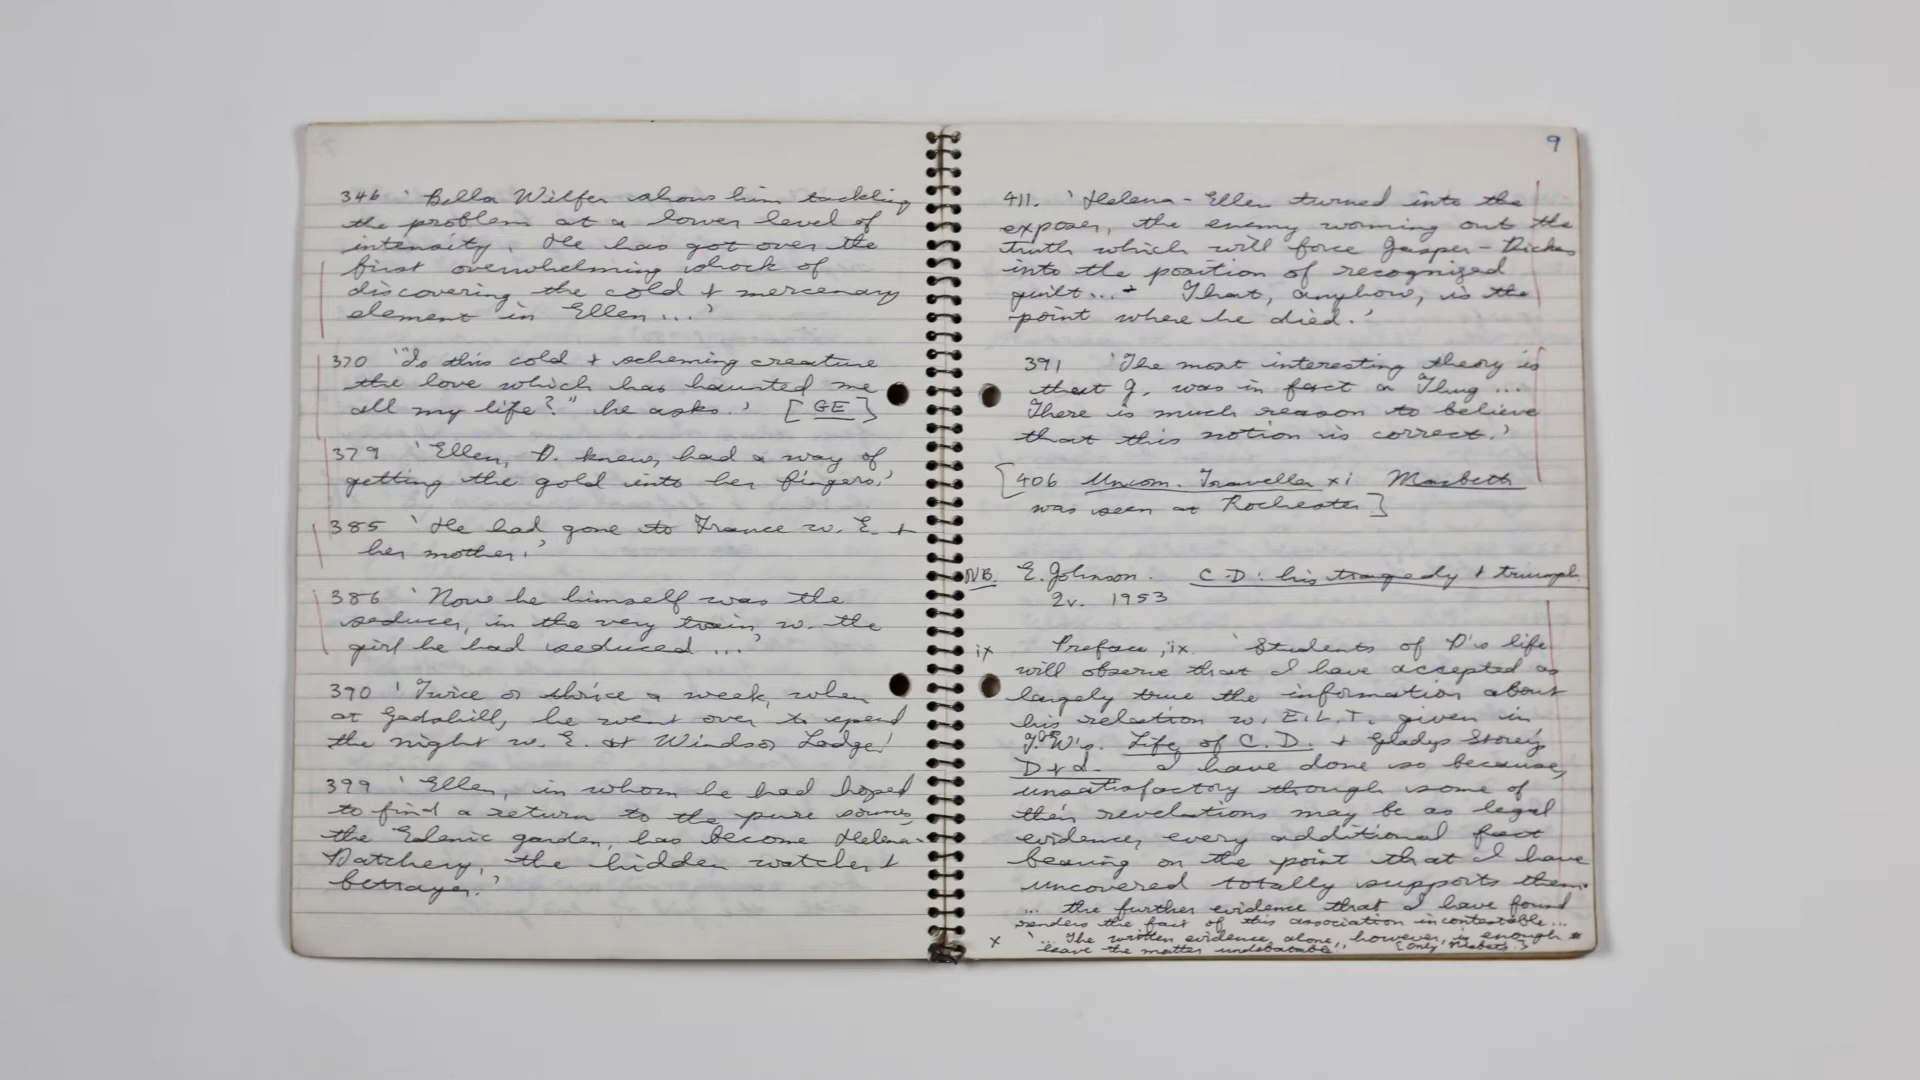 346 'Bella Wilfer shows him tackling
the problem at a lower level of
intensity. He has got over the
first overwhelming shock of
discovering the cold + mercenary
element in Ellen...'
370 '"Is this cold + scheming creature
the love which has haunted me
all my life?" he asks.' [GE]
379 'Ellen, D. knew, had a way of
getting the gold into her fingers.'
385 'He had gone to France w. E. +
her mother.'
386 'Now he himself was the
seducer, in the very train, w. the
girl he had seduced ...'
390 'Twice or thrice a week, when
at Gadshill, he went over to spend
the night w. E. at Windsor Lodge.'
399 'Ellen, in whom he had hoped
to find a return to the pure source,
the Edenic garden, has become Helena-
Datchery, the hidden watcher +
betrayer.'
9
411. 'Helena-Ellen turned into the
exposer, the enemy worming out the
truth which will force Jasper-Dickens
into the position of recognized
guilt... That, anyhow, is the
point where he died.'
391 'The most interesting theory is
that J. was in fact a Thug ...
There is much reason to believe
that this notion is correct.'
[406 Uncom. Traveller xi Macbeth
was seen at Rochester]
NB. E. Johnson. C.D: his tragedy + triumph
2v. 1953
ix Preface, ix. 'Students of D's life
will observe that I have accepted as
largely true the information about
his relation w. E.L.T. given in
W's. Life of C.D. + Gladys Storey's
D + d. I have done so because,
unsatisfactory though some of
their revelations may be as legal
evidence, every additional fact
bearing on the point that I have
uncovered totally supports them.
... the further evidence that I have found
renders the fact of this association incontestable...
x '... The written evidence alone, however, is enough to
leave the matter undebatable.' [Only Nisbet's?]